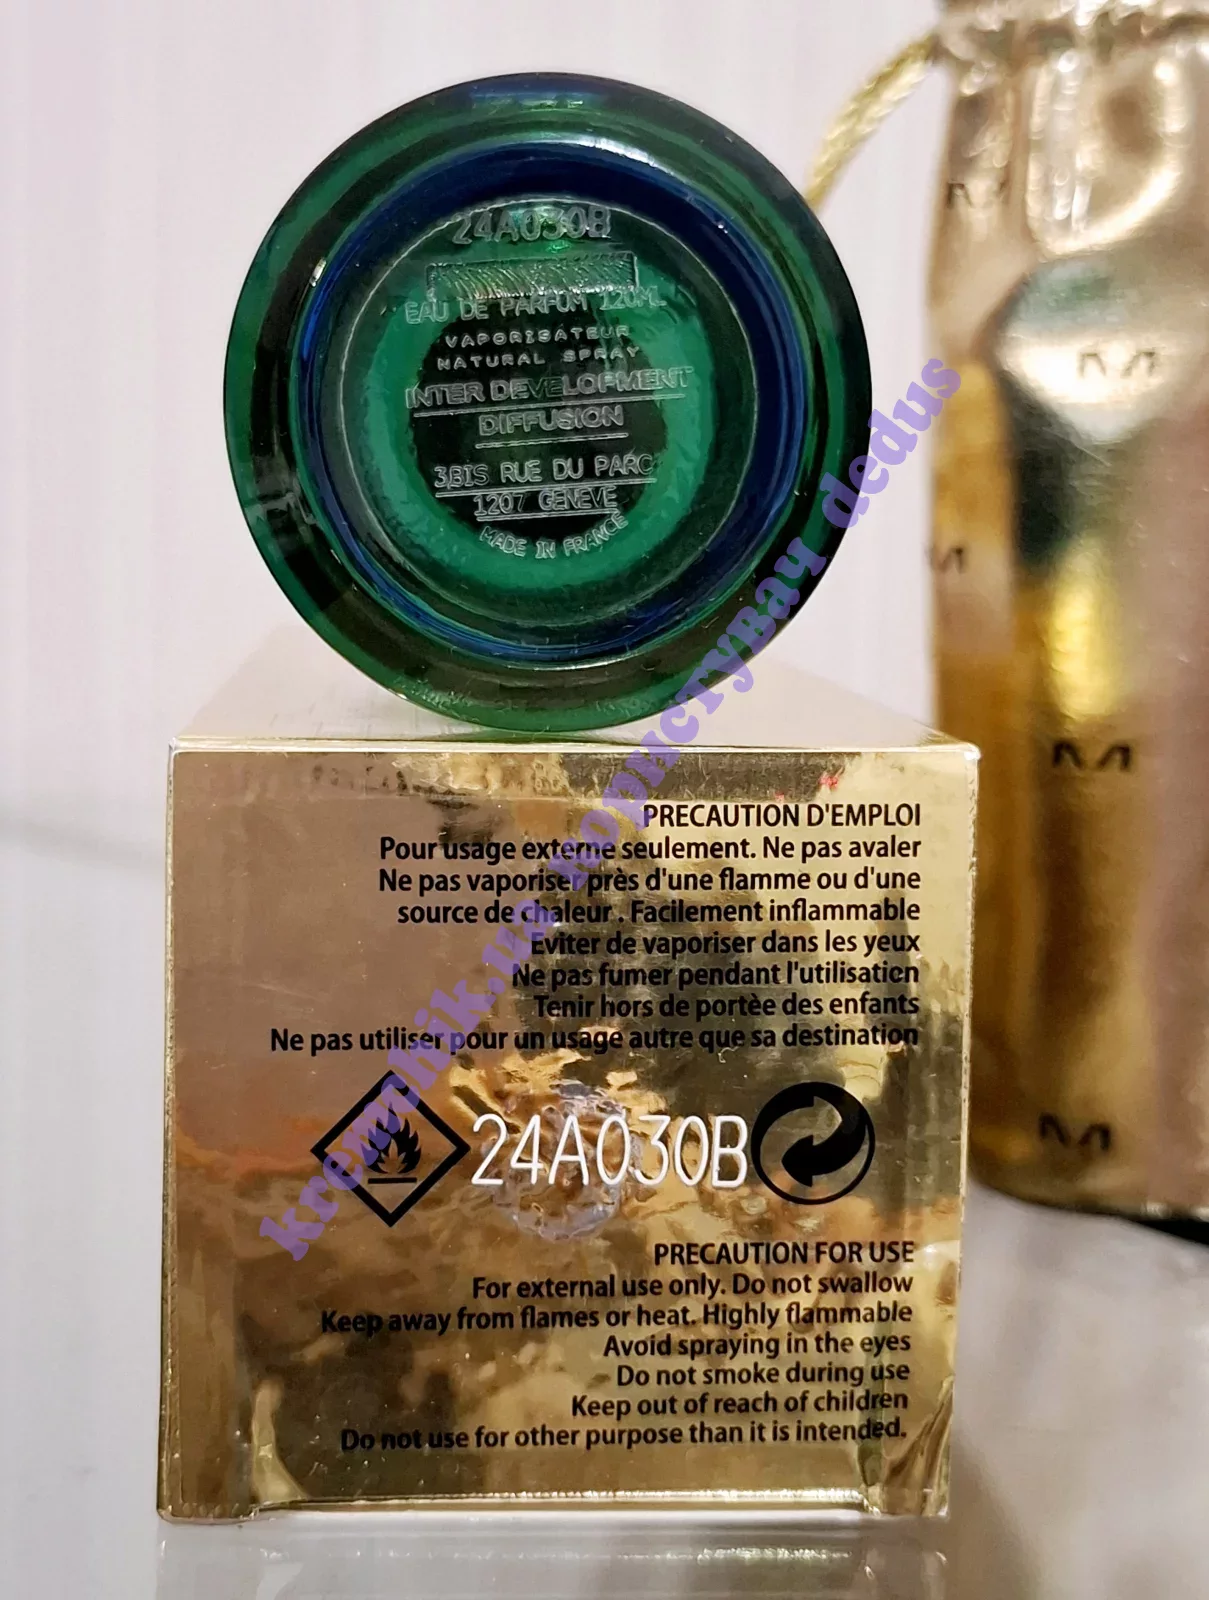 24A030B
EAU DE PARFUM 120ML
VAPORISATEUR
NATURAL SPRAY
INTER DEVELOPMENT
DIFFUSION
3BIS RUE DU PARC
1207 GENEVE
MADE IN FRANCE
PRECAUTION D'EMPLOI
Pour usage externe seulement. Ne pas avaler
Ne pas vaporiser près d'une flamme ou d'une
source de chaleur . Facilement inflammable
Eviter de vaporiser dans les yeux
Ne pas fumer pendant l'utilisation
Tenir hors de portèe des enfants
Ne pas utiliser pour un usage autre que sa destination
24A030B
PRECAUTION FOR USE
For external use only. Do not swallow
Keep away from flames or heat. Highly flammable
Avoid spraying in the eyes
Do not smoke during use
Keep out of reach of children
Do not use for other purpose than it is intended.
kremnhik.ua користувач dedus